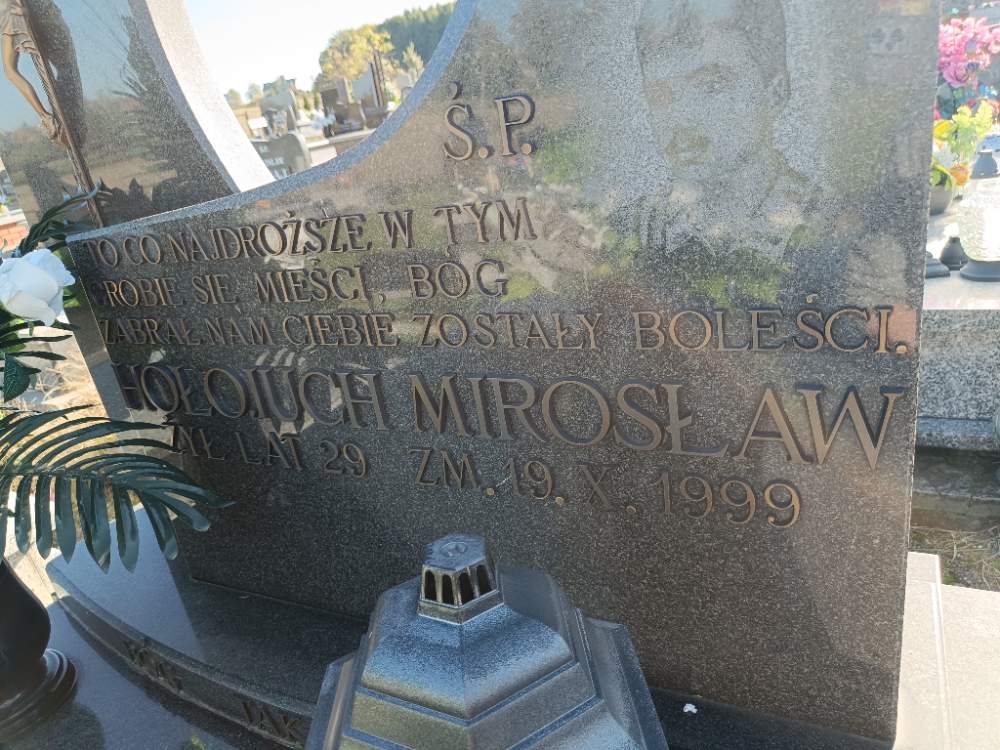 Ś.P.
TO CO NAJDROŻSZE W TYM
GROBIE SIĘ MIEŚCI, BÓG
ZABRAŁ NAM CIEBIE ZOSTAŁY BOLEŚCI.
HOŁOJUCH MIROSŁAW
ŻYŁ LAT 29 ZM. 19. X. 1999
JAK